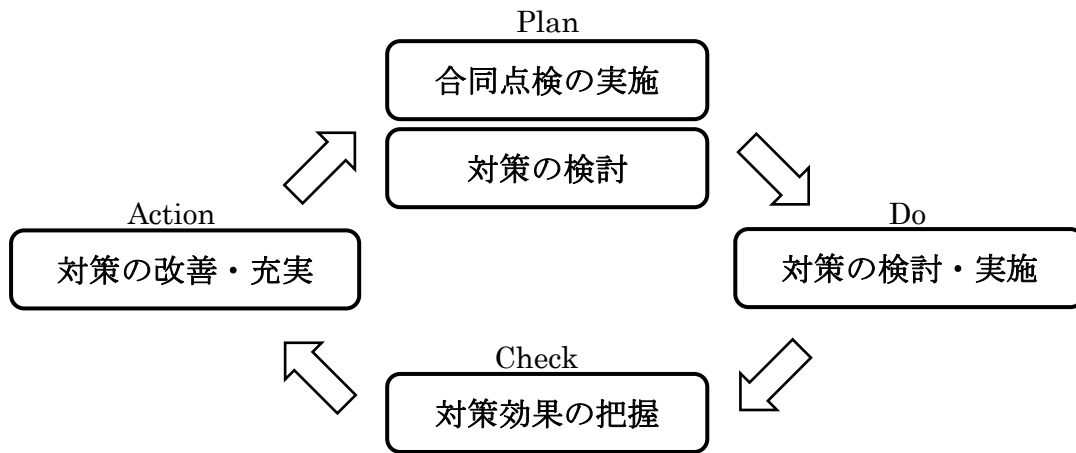 Plan
合同点検の実施
対策の検討
Action
対策の改善・充実
Do
対策の検討・実施
Check
対策効果の把握